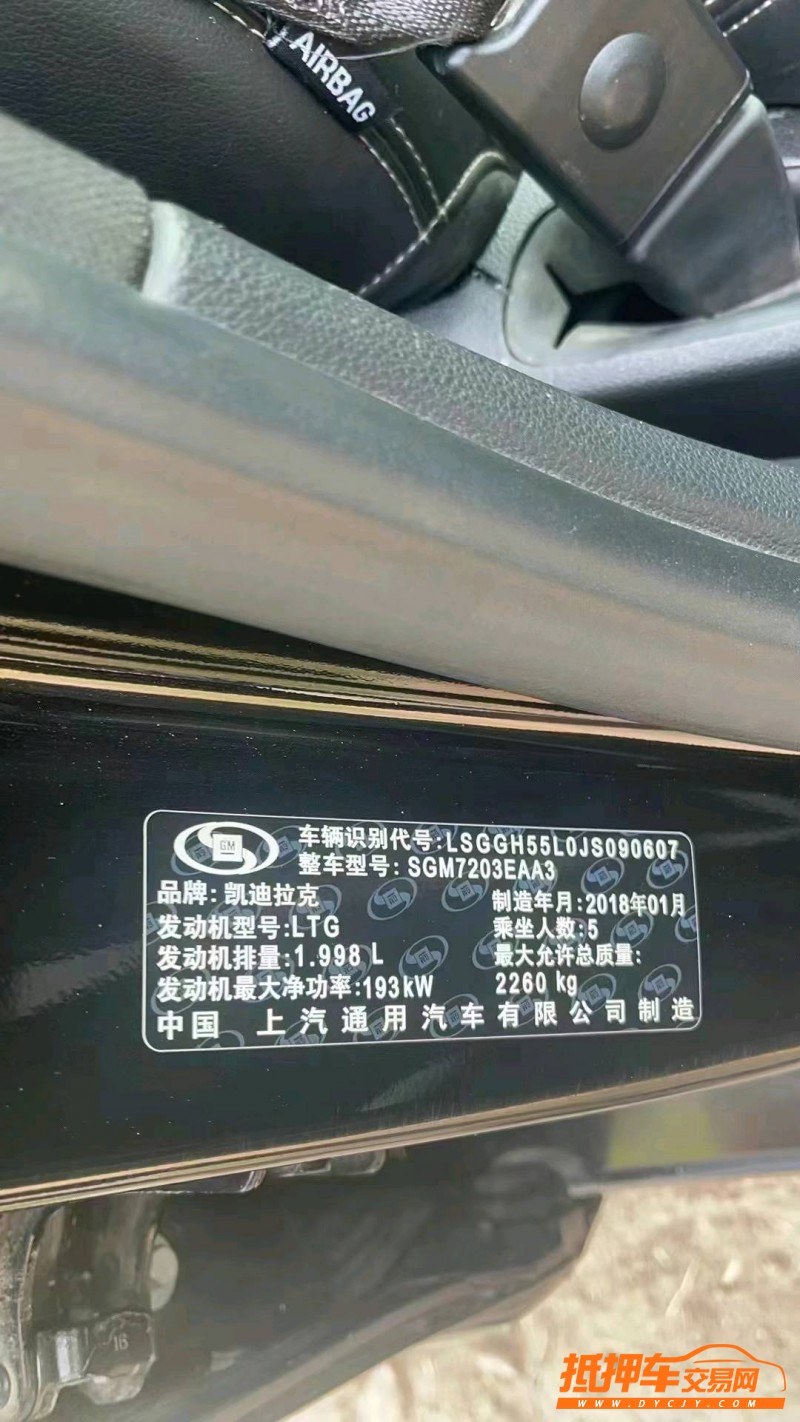 AIRBAG
GM
车辆识别代号:LSGGH55L0JS090607
整车型号: SGM7203EAA3
品牌: 凯迪拉克
制造年月:2018年01月
发动机型号:LTG
乘坐人数:5
发动机排量:1.998 L
最大允许总质量:
发动机最大净功率:193kW
2260 kg
中国 上汽通用汽车有限公司制造
16
抵押车交易网
WWW.DYCJY.COM